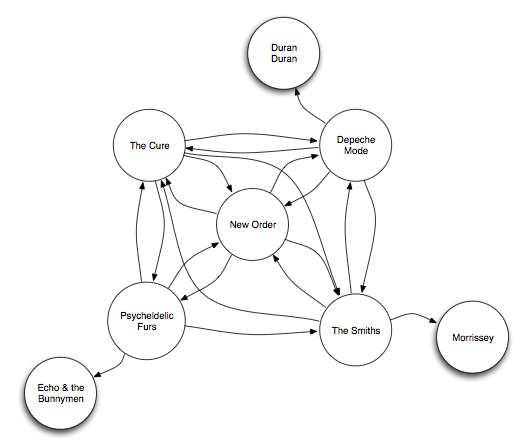 Duran
Duran
The Cure
Depeche
Mode
New Order
Psycheldelic
Furs
The Smiths
Morrissey
Echo & the
Bunnymen